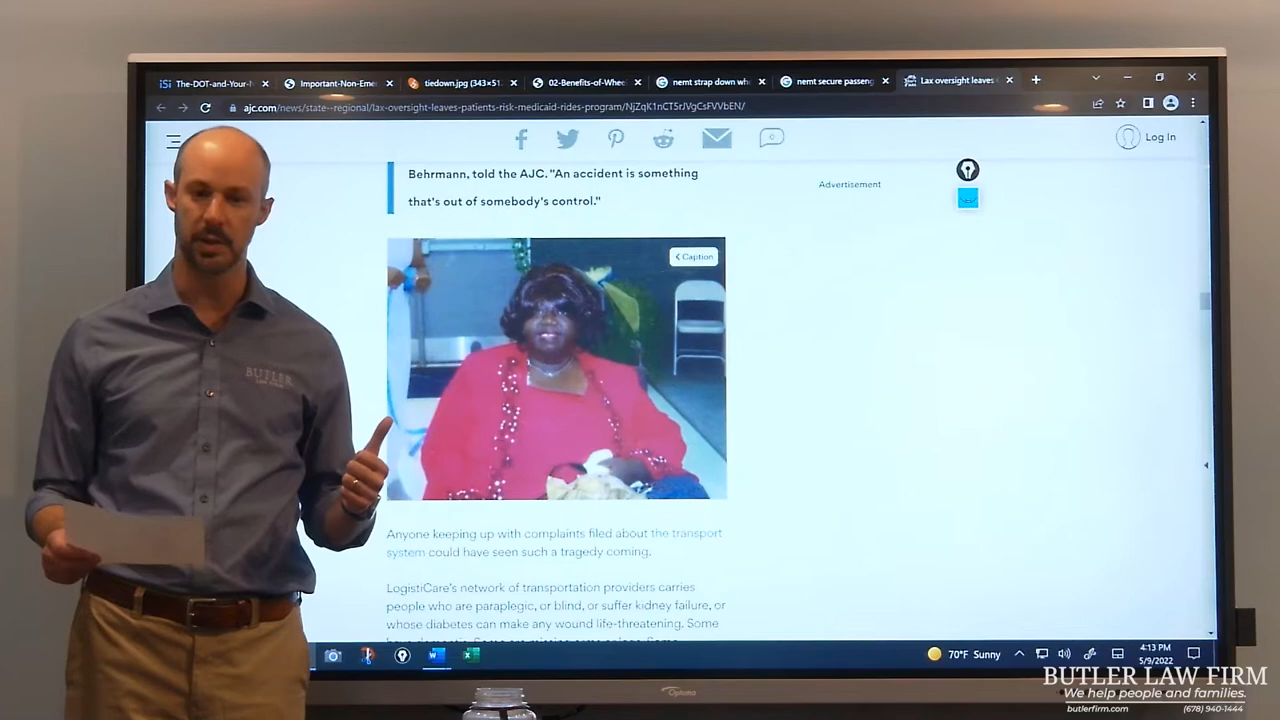 The-DOT-and-Your-N
Important-Non-Eme
tiedown.jpg (343×51
02-Benefits-of-Whee
nemt strap down wh
nemt secure passeng
Lax oversight leaves
ajc.com/news/state--regional/lax-oversight-leaves-patients-risk-medicaid-rides-program/NjZqK1nCT5rJVgCsFVVbEN/
0
Log In
Behrmann, told the AJC. "An accident is something
that's out of somebody's control."
Advertisement
Caption
BUTLER
LAW FIRM
Anyone keeping up with complaints filed about the transport
system could have seen such a tragedy coming.
LogistiCare's network of transportation providers carries
people who are paraplegic, or blind, or suffer kidney failure, or
whose diabetes can make any wound life-threatening. Some
70°F Sunny
4:13 PM
5/9/2022
Optoma
BUTLER LAW FIRM
We help people and families.
butlerfirm.com
(678) 940-1444